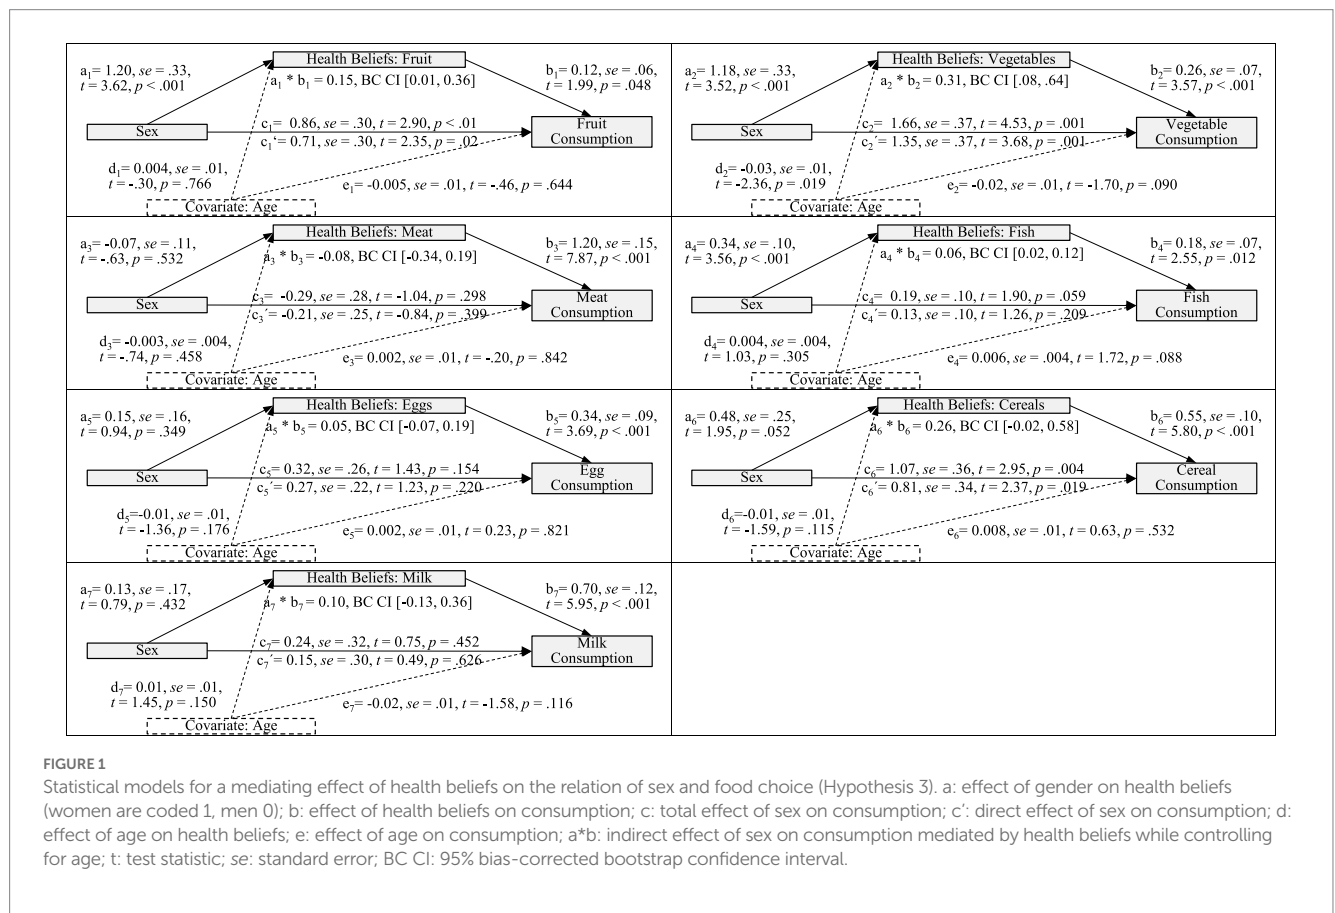 Health Beliefs: Fruit
a1= 1.20, se = .33,
t = 3.62, p < .001
a1 * b1 = 0.15, BC CI [0.01, 0.36]
b1= 0.12, se = .06,
t = 1.99, p = .048
Sex
c1= 0.86, se = .30, t = 2.90, p < .01
c1‘= 0.71, se = .30, t = 2.35, p = .02
Fruit
Consumption
d1= 0.004, se = .01,
t = -.30, p = .766
e1= -0.005, se = .01, t = -.46, p = .644
Covariate: Age
Health Beliefs: Vegetables
a2= 1.18, se = .33,
t = 3.52, p < .001
a2 * b2 = 0.31, BC CI [.08, .64]
b2= 0.26, se = .07,
t = 3.57, p < .001
Sex
c2= 1.66, se = .37, t = 4.53, p = .001
c2´= 1.35, se = .37, t = 3.68, p = .001
Vegetable
Consumption
d2= -0.03, se = .01,
t = -2.36, p = .019
e2= -0.02, se = .01, t = -1.70, p = .090
Covariate: Age
Health Beliefs: Meat
a3= -0.07, se = .11,
t = -.63, p = .532
a3 * b3 = -0.08, BC CI [-0.34, 0.19]
b3= 1.20, se = .15,
t = 7.87, p < .001
Sex
c3= -0.29, se = .28, t = -1.04, p = .298
c3´= -0.21, se = .25, t = -0.84, p = .399
Meat
Consumption
d3= -0.003, se = .004,
t = -.74, p = .458
e3= 0.002, se = .01, t = -.20, p = .842
Covariate: Age
Health Beliefs: Fish
a4= 0.34, se = .10,
t = 3.56, p < .001
a4 * b4 = 0.06, BC CI [0.02, 0.12]
b4= 0.18, se = .07,
t = 2.55, p = .012
Sex
c4= 0.19, se = .10, t = 1.90, p = .059
c4´= 0.13, se = .10, t = 1.26, p = .209
Fish
Consumption
d4= 0.004, se = .004,
t = 1.03, p = .305
e4= 0.006, se = .004, t = 1.72, p = .088
Covariate: Age
Health Beliefs: Eggs
a5= 0.15, se = .16,
t = 0.94, p = .349
a5 * b5 = 0.05, BC CI [-0.07, 0.19]
b5= 0.34, se = .09,
t = 3.69, p < .001
Sex
c5= 0.32, se = .26, t = 1.43, p = .154
c5´= 0.27, se = .22, t = 1.23, p = .220
Egg
Consumption
d5=-0.01, se = .01,
t = -1.36, p = .176
e5= 0.002, se = .01, t = 0.23, p = .821
Covariate: Age
Health Beliefs: Cereals
a6= 0.48, se = .25,
t = 1.95, p = .052
a6 * b6 = 0.26, BC CI [-0.02, 0.58]
b6= 0.55, se = .10,
t = 5.80, p < .001
Sex
c6= 1.07, se = .36, t = 2.95, p = .004
c6´= 0.81, se = .34, t = 2.37, p = .019
Cereal
Consumption
d6=-0.01, se = .01,
t = -1.59, p = .115
e6= 0.008, se = .01, t = 0.63, p = .532
Covariate: Age
Health Beliefs: Milk
a7= 0.13, se = .17,
t = 0.79, p = .432
a7 * b7 = 0.10, BC CI [-0.13, 0.36]
b7= 0.70, se = .12,
t = 5.95, p < .001
Sex
c7= 0.24, se = .32, t = 0.75, p = .452
c7´= 0.15, se = .30, t = 0.49, p = .626
Milk
Consumption
d7= 0.01, se = .01,
t = 1.45, p = .150
e7= -0.02, se = .01, t = -1.58, p = .116
Covariate: Age
FIGURE 1
Statistical models for a mediating effect of health beliefs on the relation of sex and food choice (Hypothesis 3). a: effect of gender on health beliefs
(women are coded 1, men 0); b: effect of health beliefs on consumption; c: total effect of sex on consumption; c′: direct effect of sex on consumption; d:
effect of age on health beliefs; e: effect of age on consumption; a*b: indirect effect of sex on consumption mediated by health beliefs while controlling
for age; t: test statistic; se: standard error; BC CI: 95% bias-corrected bootstrap confidence interval.